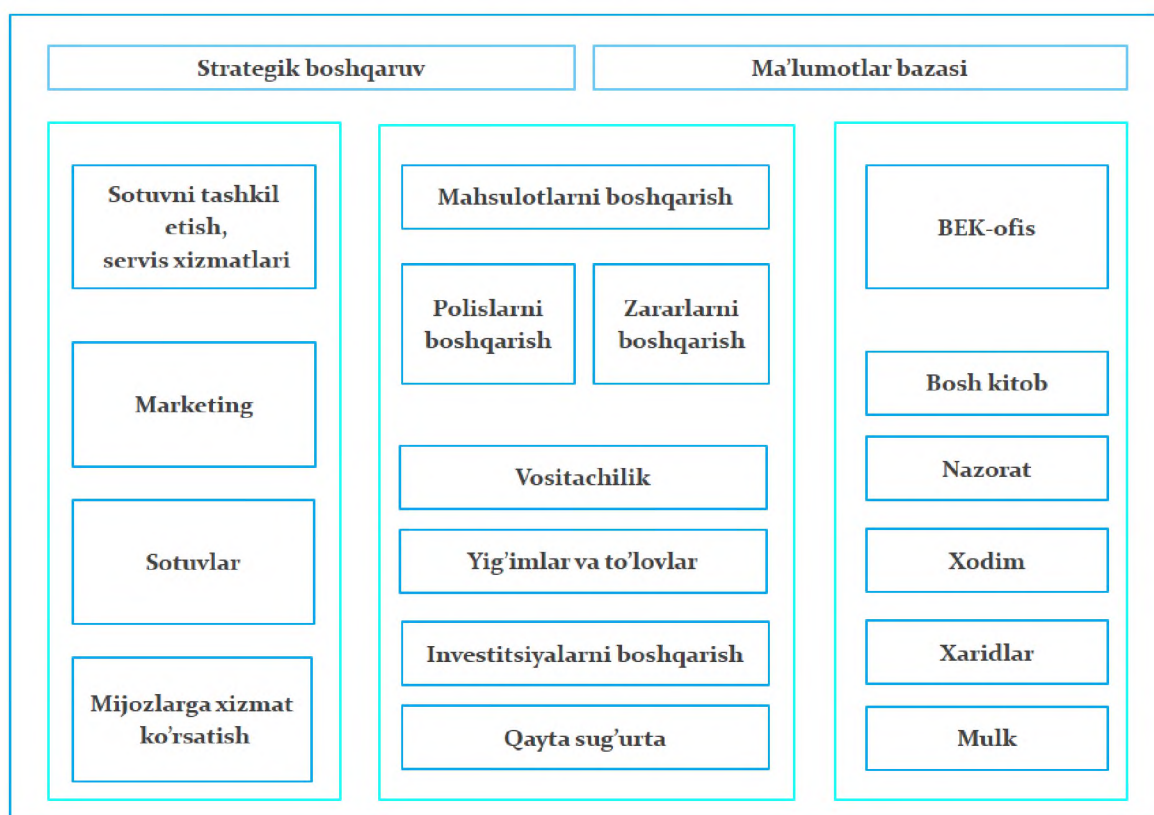 Strategik boshqaruv
Ma’lumotlar bazasi
Sotuvni tashkil
etish,
servis xizmatlari
Marketing
Sotuvlar
Mijozlarga xizmat
ko’rsatish
Mahsulotlarni boshqarish
Polislarni
boshqarish
Zararlarni
boshqarish
Vositachilik
Yig’imlar va to’lovlar
Investitsiyalarni boshqarish
Qayta sug’urta
BEK-ofis
Bosh kitob
Nazorat
Xodim
Xaridlar
Mulk